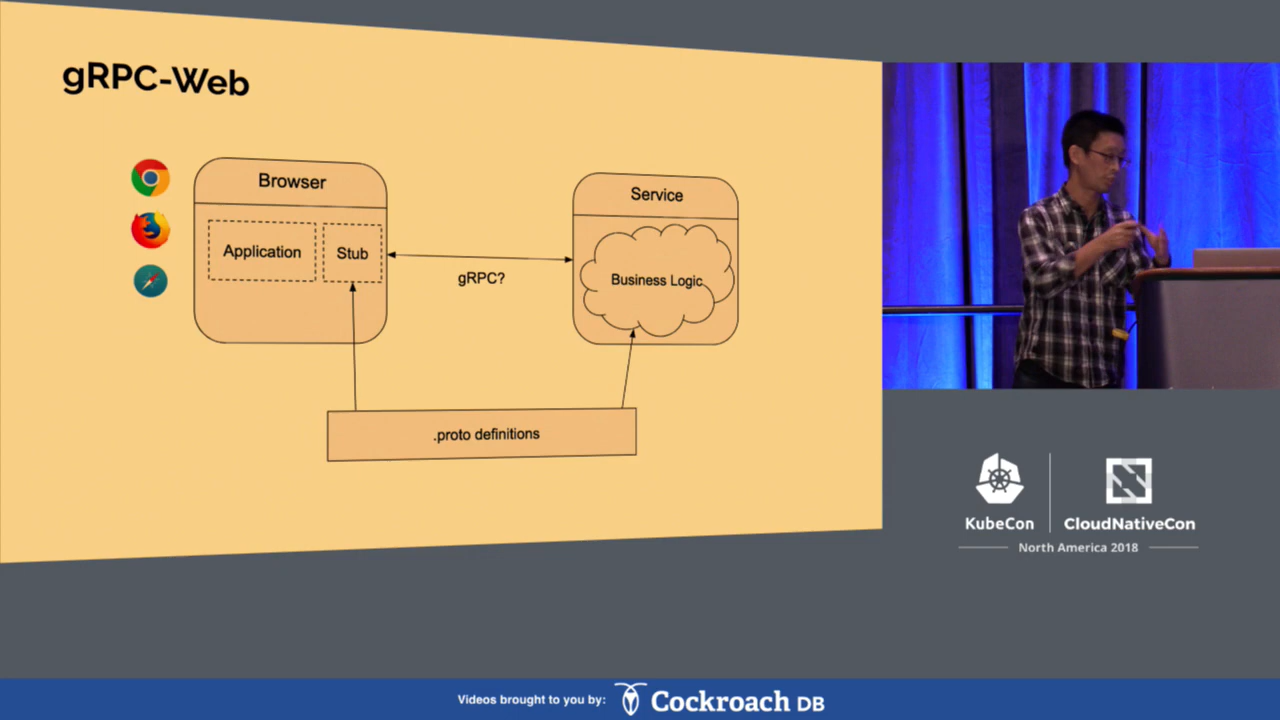 gRPC-Web
Browser
Application
Stub
gRPC?
Service
Business Logic
.proto definitions
KubeCon
CloudNativeCon
North America 2018
Videos brought to you by:
Cockroach DB